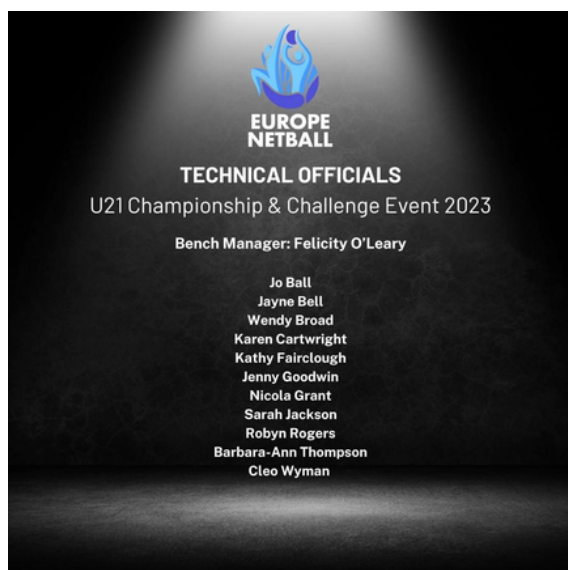 EUROPE
NETBALL
TECHNICAL OFFICIALS
U21 Championship & Challenge Event 2023
Bench Manager: Felicity O'Leary
Jo Ball
Jayne Bell
Wendy Broad
Karen Cartwright
Kathy Fairclough
Jenny Goodwin
Nicola Grant
Sarah Jackson
Robyn Rogers
Barbara-Ann Thompson
Cleo Wyman